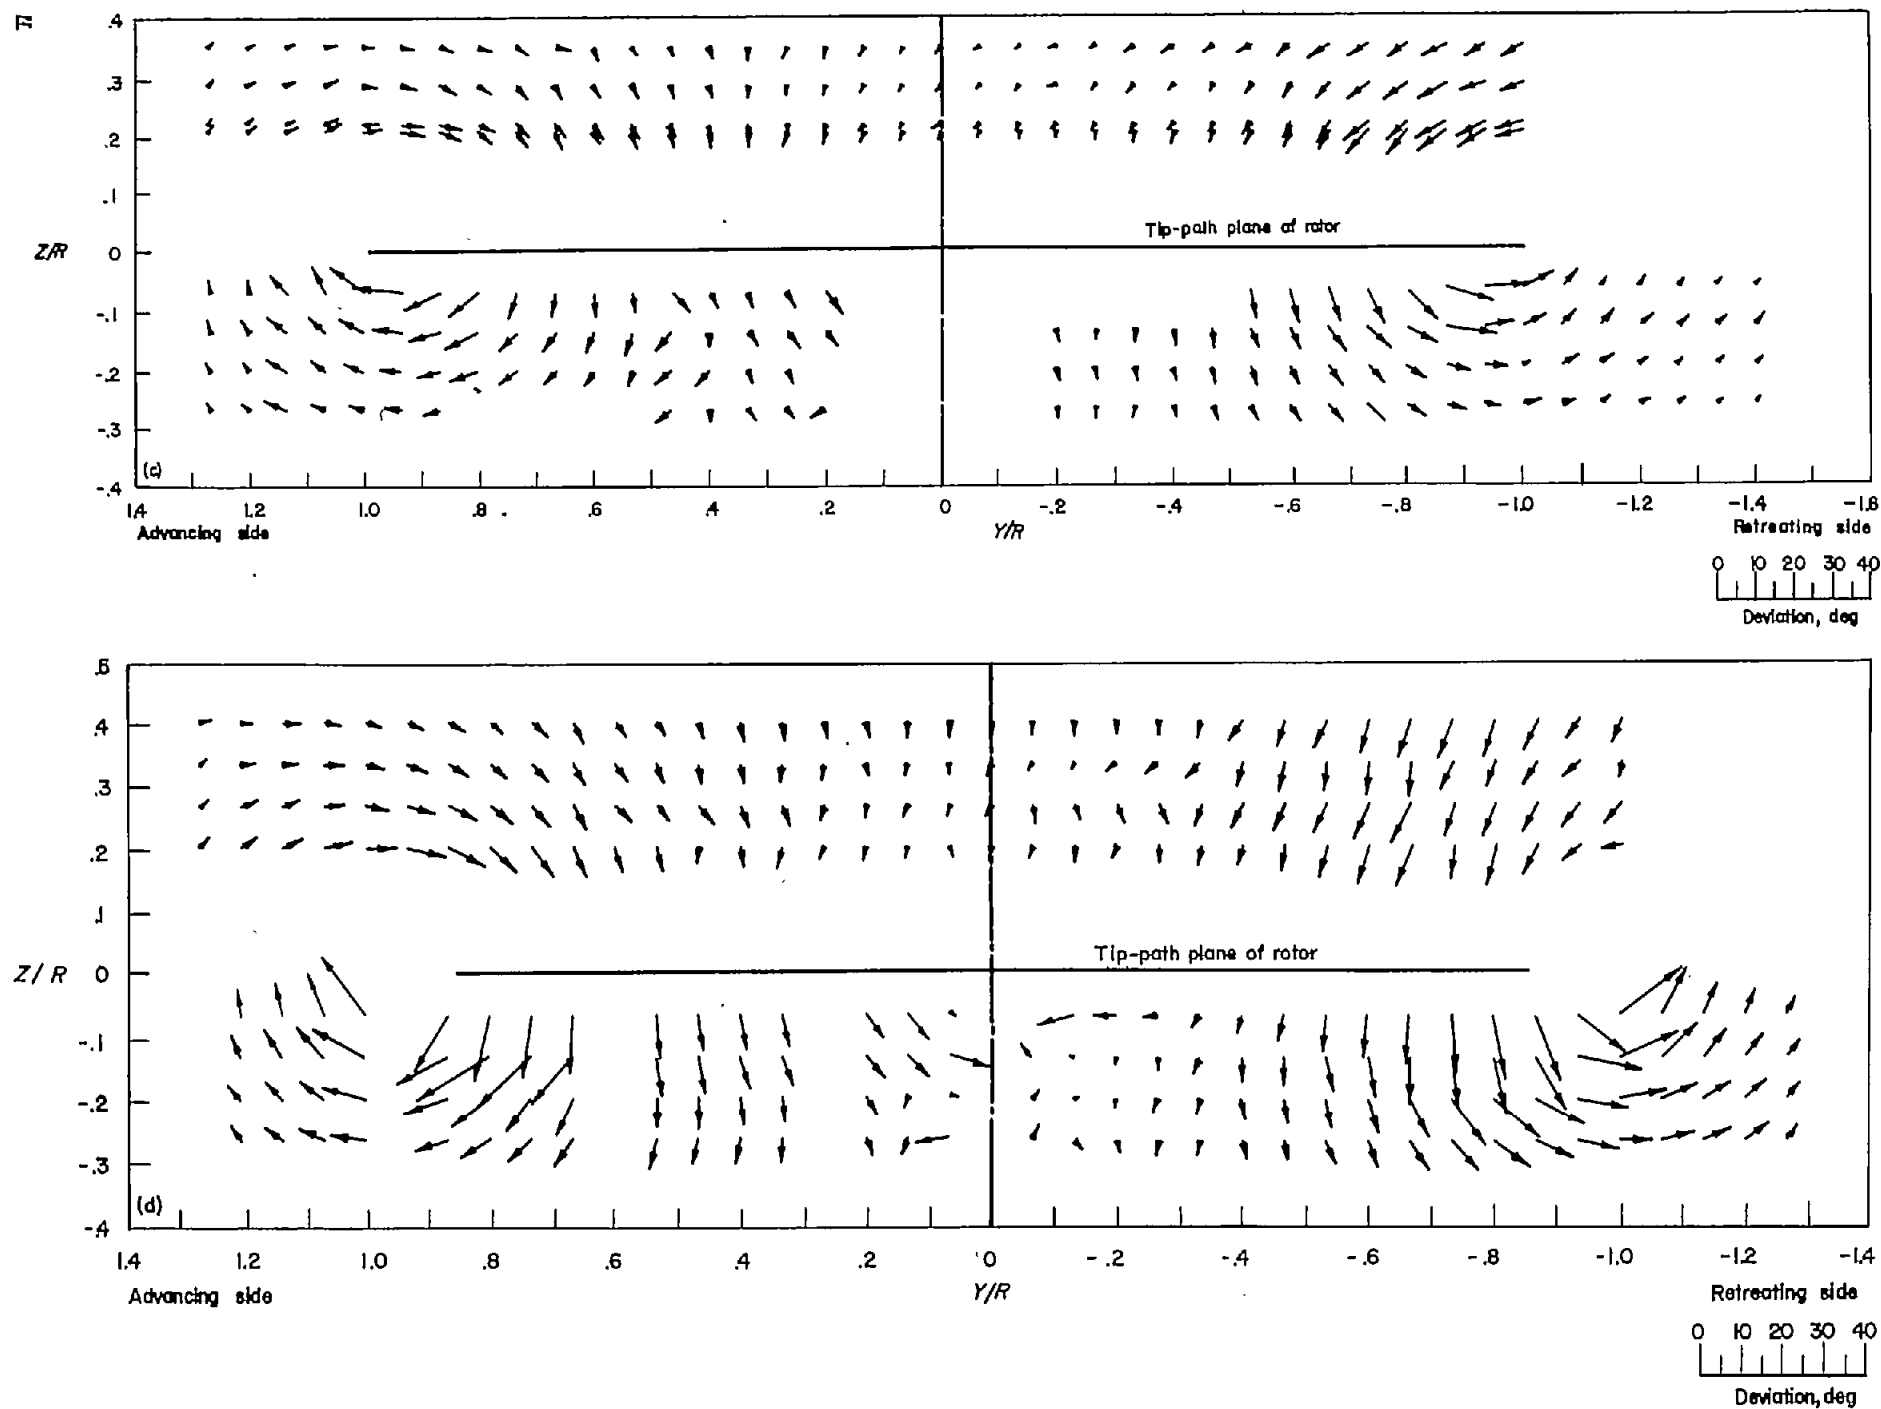 .4
.3
.2
.1
Z/R 0
-.1
-.2
-.3
-.4
Tip-path plane of rotor
(c)
1.4 1.2 1.0 .8 .6 .4 .2 0 -.2 -.4 -.6 -.8 -1.0 -1.2 -1.4 -1.6
Advancing side Y/R Retreating side
0 10 20 30 40
Deviation, deg
.5
.4
.3
.2
.1
Z/R 0
-.1
-.2
-.3
-.4
Tip-path plane of rotor
(d)
1.4 1.2 1.0 .8 .6 .4 .2 0 -.2 -.4 -.6 -.8 -1.0 -1.2 -1.4
Advancing side Y/R Retreating side
0 10 20 30 40
Deviation, deg